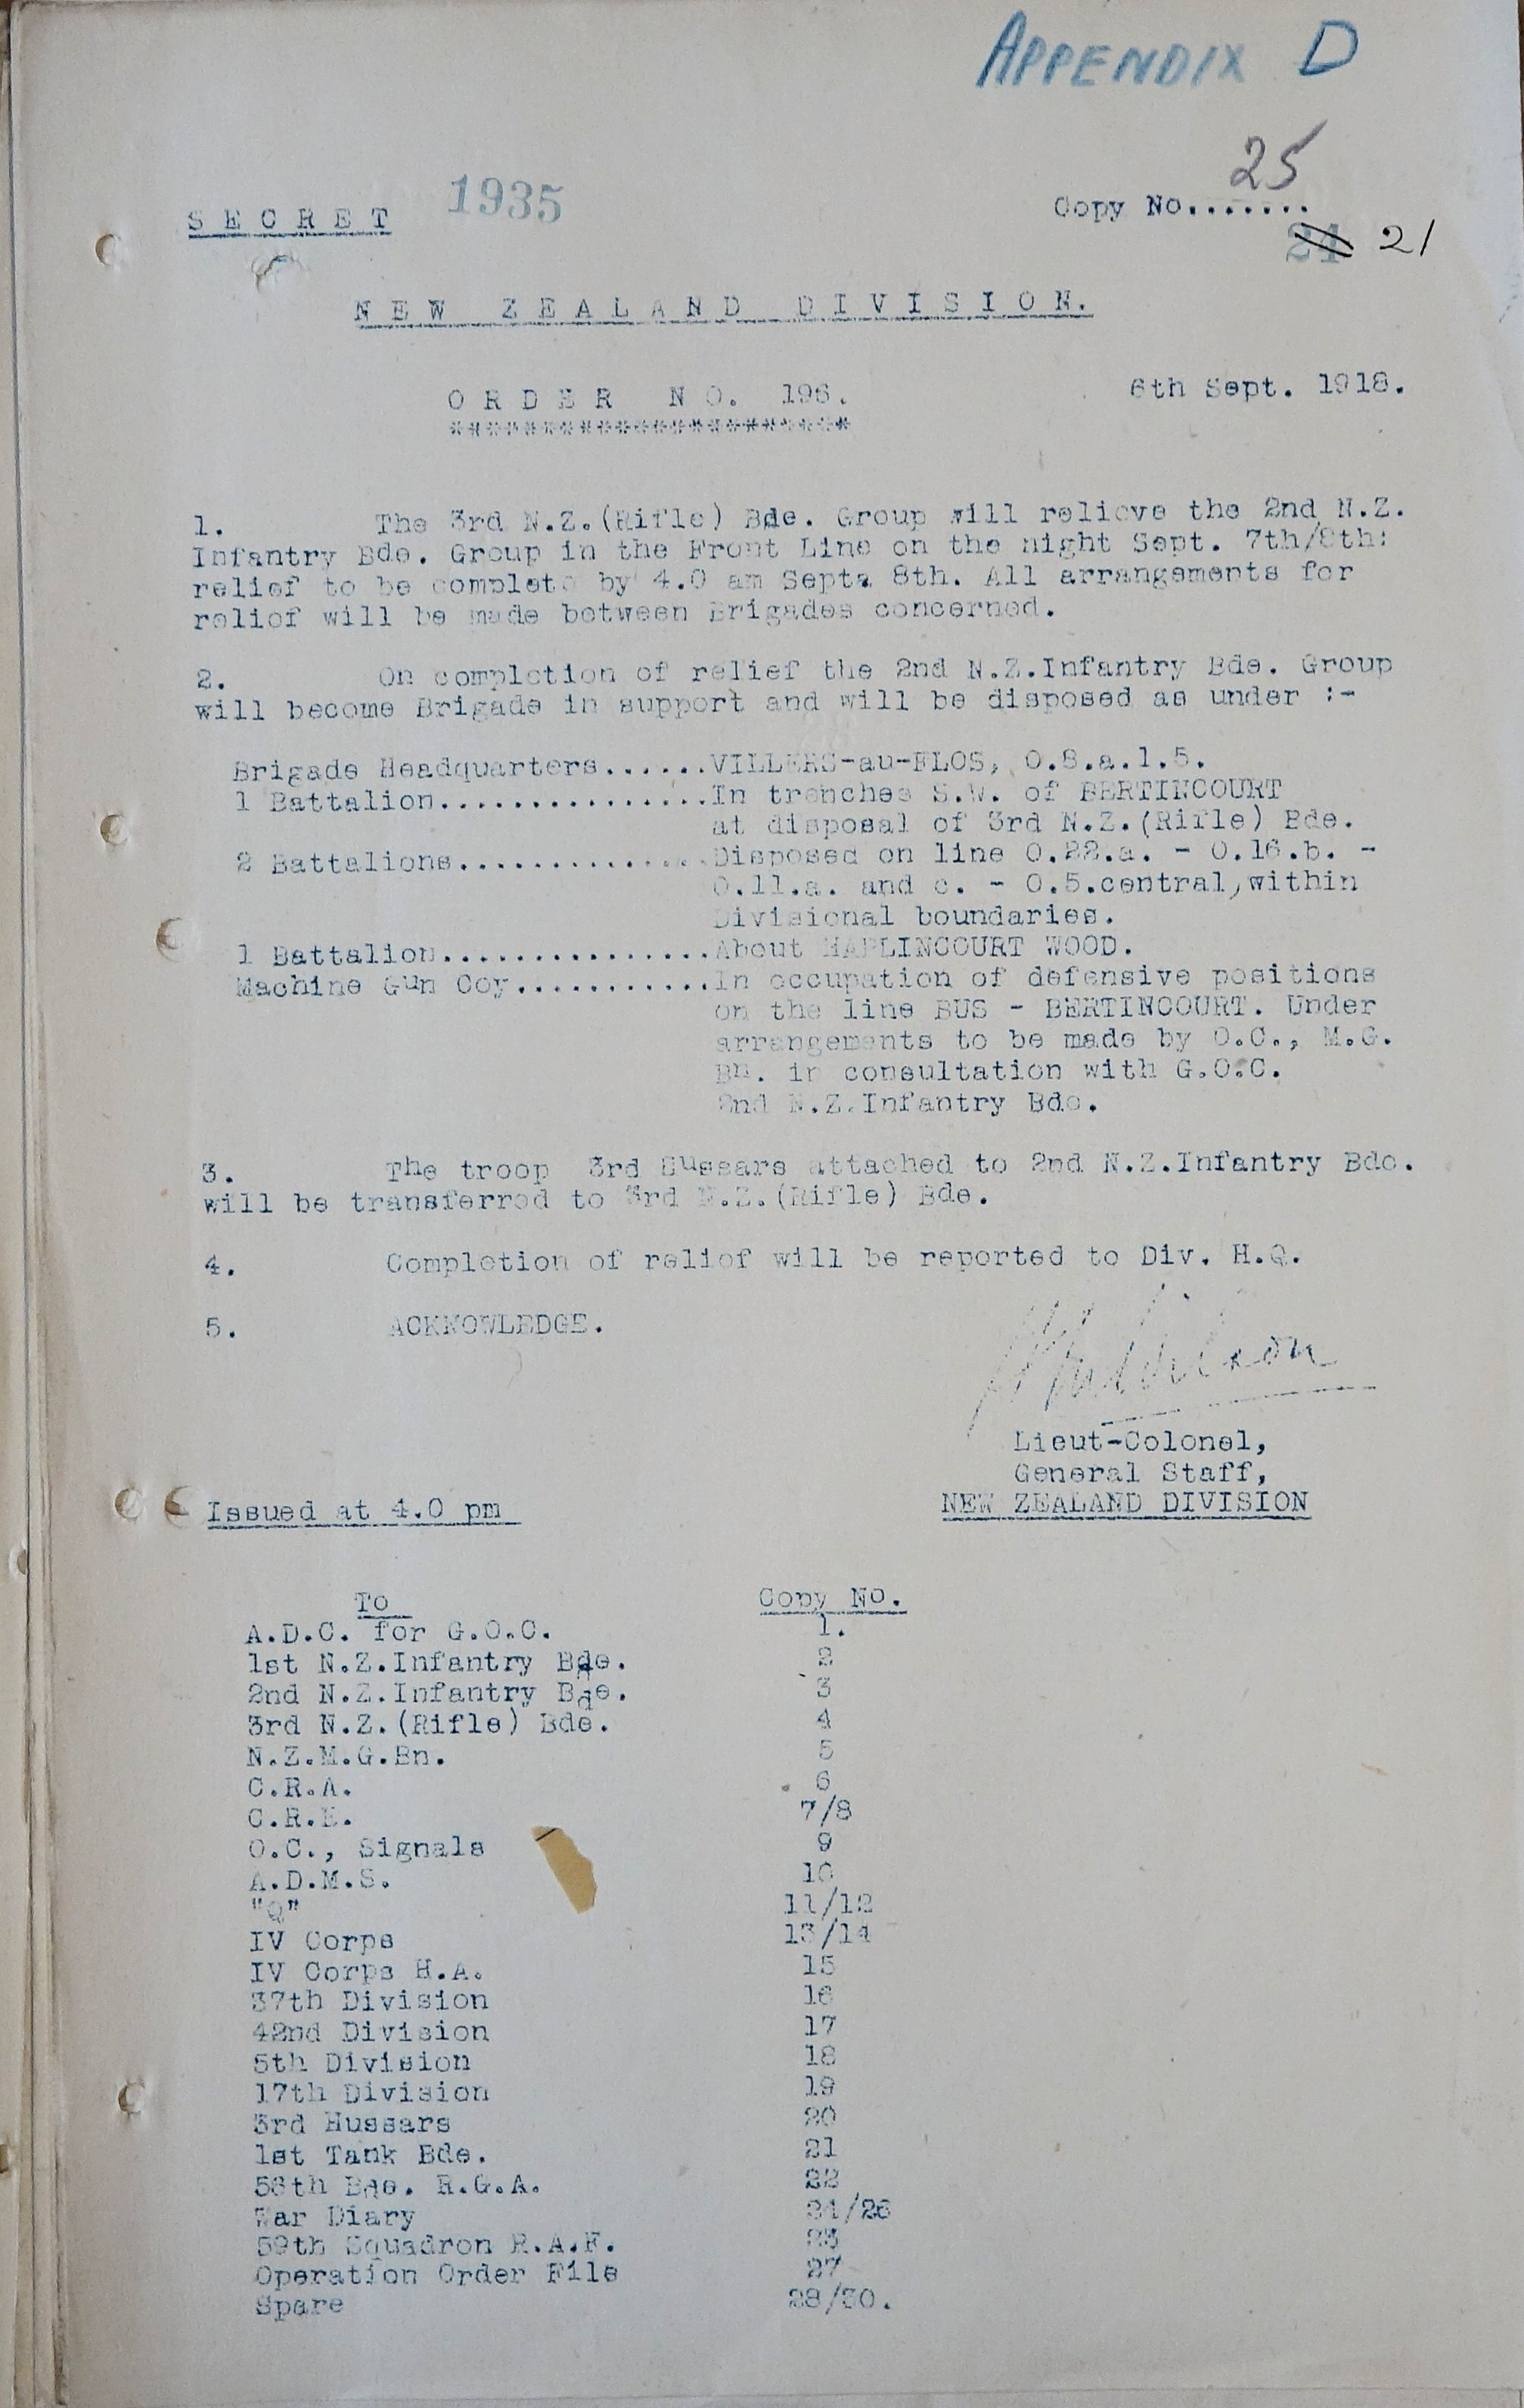 APPENDIX D
25
SECRET 1935 Copy No.......
24 21
NEW ZEALAND DIVISION.
ORDER NO. 196. 6th Sept. 1918.
**********************
1. The 3rd N.Z.(Rifle) Bde. Group will relieve the 2nd N.Z.
Infantry Bde. Group in the Front Line on the night Sept. 7th/8th:
relief to be complete by 4.0 am Sept. 8th. All arrangements for
relief will be made between Brigades concerned.
2. On completion of relief the 2nd N.Z.Infantry Bde. Group
will become Brigade in support and will be disposed as under :-
Brigade Headquarters......VILLERS-au-FLOS, O.8.a.1.5.
1 Battalion...............In trenches S.W. of BERTINCOURT
at disposal of 3rd N.Z.(Rifle) Bde.
2 Battalions..............Disposed on line O.22.a. - O.16.b. -
O.11.a. and c. - O.5.central,within
Divisional boundaries.
1 Battalion...............About HAPLINCOURT WOOD.
Machine Gun Coy...........In occupation of defensive positions
on the line BUS - BERTINCOURT. Under
arrangements to be made by O.C., M.G.
Bn. in consultation with G.O.C.
2nd N.Z.Infantry Bde.
3. The troop 3rd Hussars attached to 2nd N.Z.Infantry Bde.
will be transferred to 3rd N.Z.(Rifle) Bde.
4. Completion of relief will be reported to Div. H.Q.
5. ACKNOWLEDGE.
Lieut-Colonel,
General Staff,
Issued at 4.0 pm NEW ZEALAND DIVISION
To Copy No.
A.D.C. for G.O.C. 1.
1st N.Z.Infantry Bde. 2
2nd N.Z.Infantry Bde. 3
3rd N.Z.(Rifle) Bde. 4
N.Z.M.G.Bn. 5
C.R.A. 6
C.R.E. 7/8
O.C., Signals 9
A.D.M.S. 10
"Q" 11/12
IV Corps 13/14
IV Corps H.A. 15
37th Division 16
42nd Division 17
5th Division 18
17th Division 19
3rd Hussars 20
1st Tank Bde. 21
Bde. R.G.A. 22
War Diary 24/26
59th Squadron R.A.F. 23
Operation Order File 27
Spare 28/30.